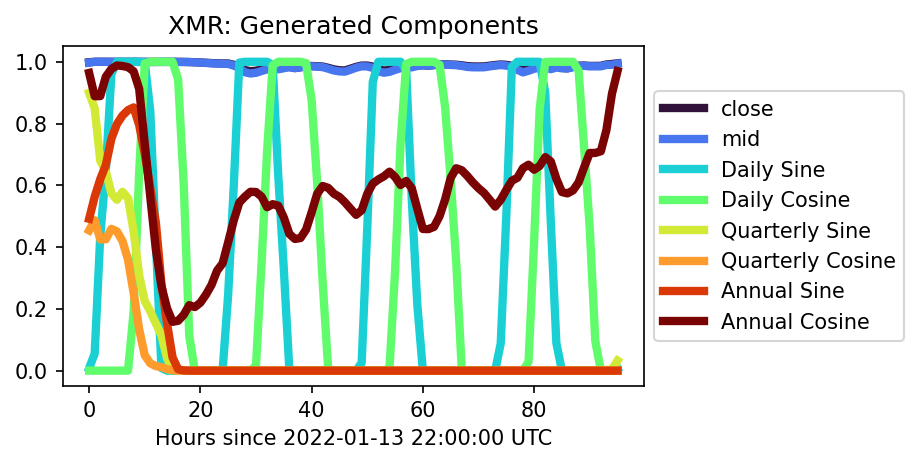 XMR: Generated Components
1.0
0.8
0.6
0.4
0.2
0.0
0
20
40
60
80
Hours since 2022-01-13 22:00:00 UTC
close
mid
Daily Sine
Daily Cosine
Quarterly Sine
Quarterly Cosine
Annual Sine
Annual Cosine